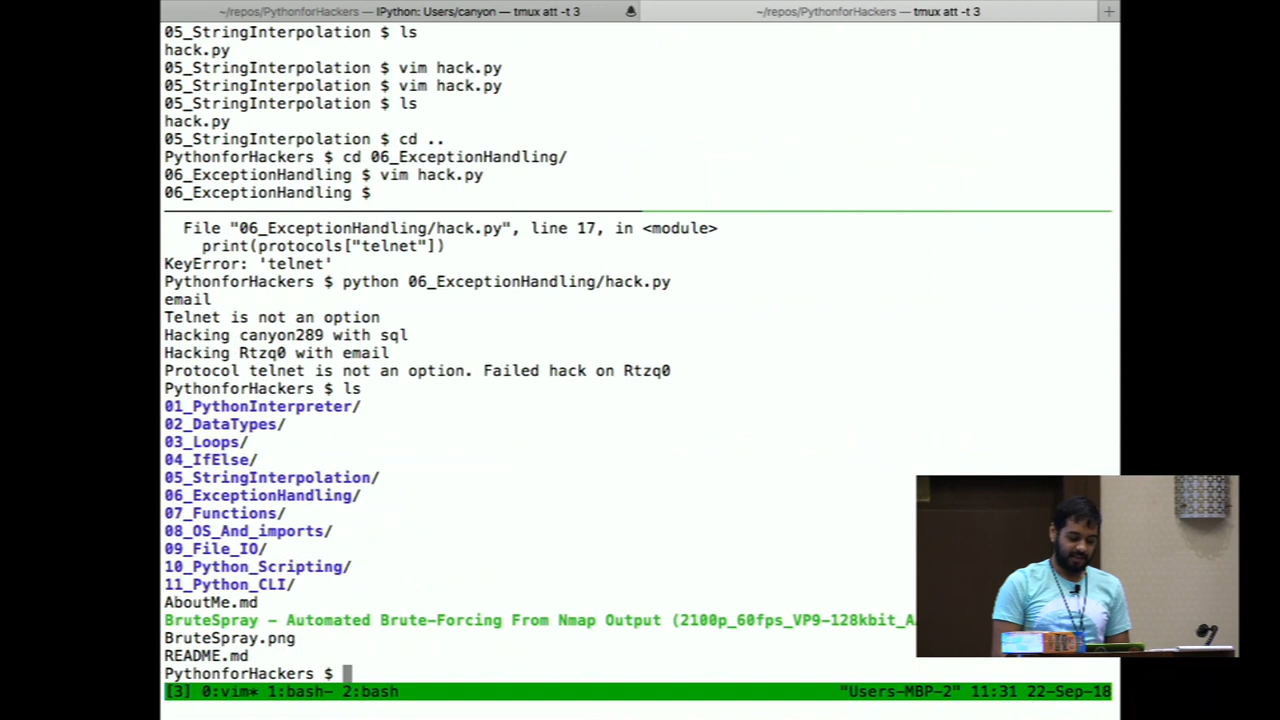 ~/repos/PythonforHackers — IPython: Users/canyon — tmux att -t 3
~/repos/PythonforHackers — tmux att -t 3
05_StringInterpolation $ ls
hack.py
05_StringInterpolation $ vim hack.py
05_StringInterpolation $ vim hack.py
05_StringInterpolation $ ls
hack.py
05_StringInterpolation $ cd ..
PythonforHackers $ cd 06_ExceptionHandling/
06_ExceptionHandling $ vim hack.py
06_ExceptionHandling $
File "06_ExceptionHandling/hack.py", line 17, in <module>
print(protocols["telnet"])
KeyError: 'telnet'
PythonforHackers $ python 06_ExceptionHandling/hack.py
email
Telnet is not an option
Hacking canyon289 with sql
Hacking Rtzq0 with email
Protocol telnet is not an option. Failed hack on Rtzq0
PythonforHackers $ ls
01_PythonInterpreter/
02_DataTypes/
03_Loops/
04_IfElse/
05_StringInterpolation/
06_ExceptionHandling/
07_Functions/
08_OS_And_imports/
09_File_IO/
10_Python_Scripting/
11_Python_CLI/
AboutMe.md
BruteSpray - Automated Brute-Forcing From Nmap Output (2100p_60fps_VP9-128kbit_A
BruteSpray.png
README.md
PythonforHackers $
[3] 0:vim* 1:bash- 2:bash
"Users-MBP-2" 11:31 22-Sep-18